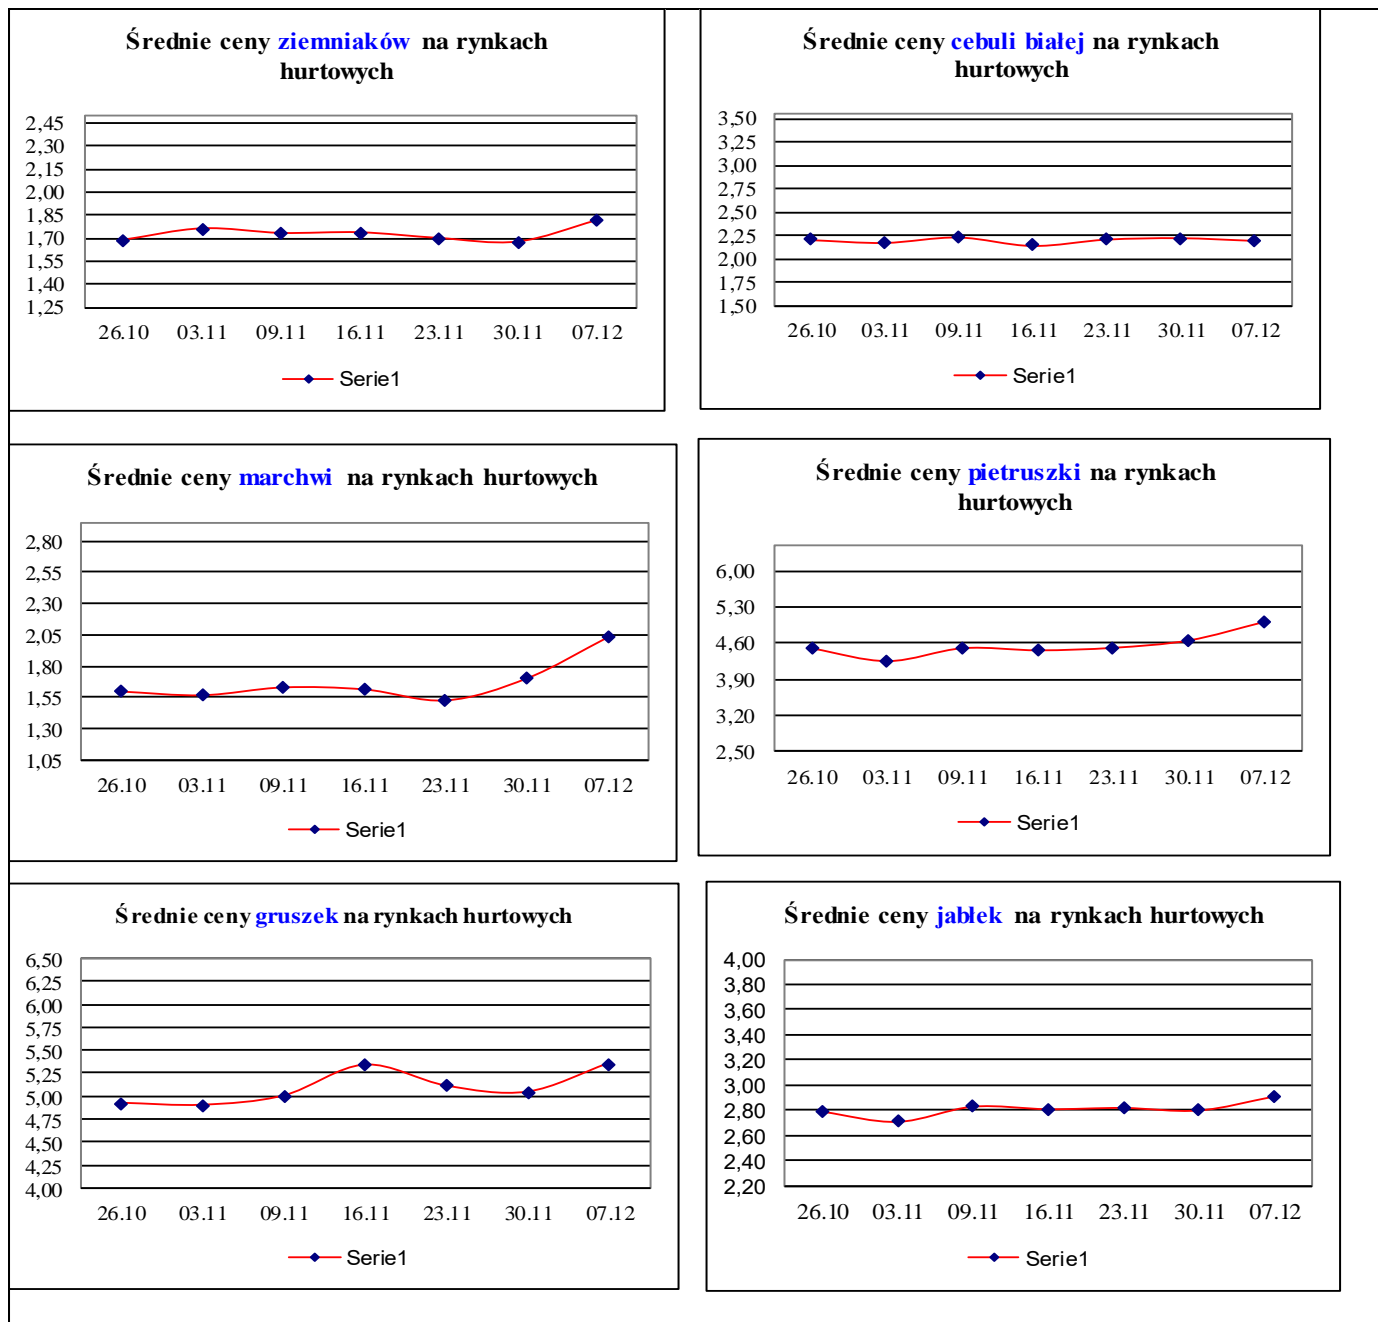 Średnie ceny ziemniaków na rynkach
hurtowych
2,45
2,30
2,15
2,00
1,85
1,70
1,55
1,40
1,25
26.10 03.11 09.11 16.11 23.11 30.11 07.12
Serie1
Średnie ceny cebuli białej na rynkach
hurtowych
3,50
3,25
3,00
2,75
2,50
2,25
2,00
1,75
1,50
26.10 03.11 09.11 16.11 23.11 30.11 07.12
Serie1
Średnie ceny marchwi na rynkach hurtowych
2,80
2,55
2,30
2,05
1,80
1,55
1,30
1,05
26.10 03.11 09.11 16.11 23.11 30.11 07.12
Serie1
Średnie ceny pietruszki na rynkach
hurtowych
6,00
5,30
4,60
3,90
3,20
2,50
26.10 03.11 09.11 16.11 23.11 30.11 07.12
Serie1
Średnie ceny gruszek na rynkach hurtowych
6,50
6,25
6,00
5,75
5,50
5,25
5,00
4,75
4,50
4,25
4,00
26.10 03.11 09.11 16.11 23.11 30.11 07.12
Serie1
Średnie ceny jabłek na rynkach hurtowych
4,00
3,80
3,60
3,40
3,20
3,00
2,80
2,60
2,40
2,20
26.10 03.11 09.11 16.11 23.11 30.11 07.12
Serie1